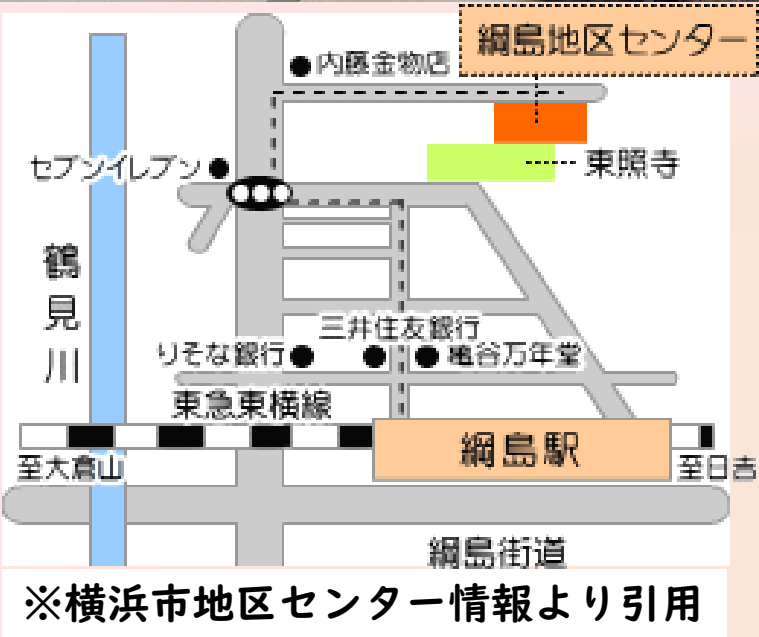 綱島地区センター
内藤金物店
セブンイレブン
東照寺
鶴見川
三井住友銀行
りそな銀行
亀谷万年堂
東急東横線
綱島駅
至大倉山
至日吉
綱島街道
※横浜市地区センター情報より引用